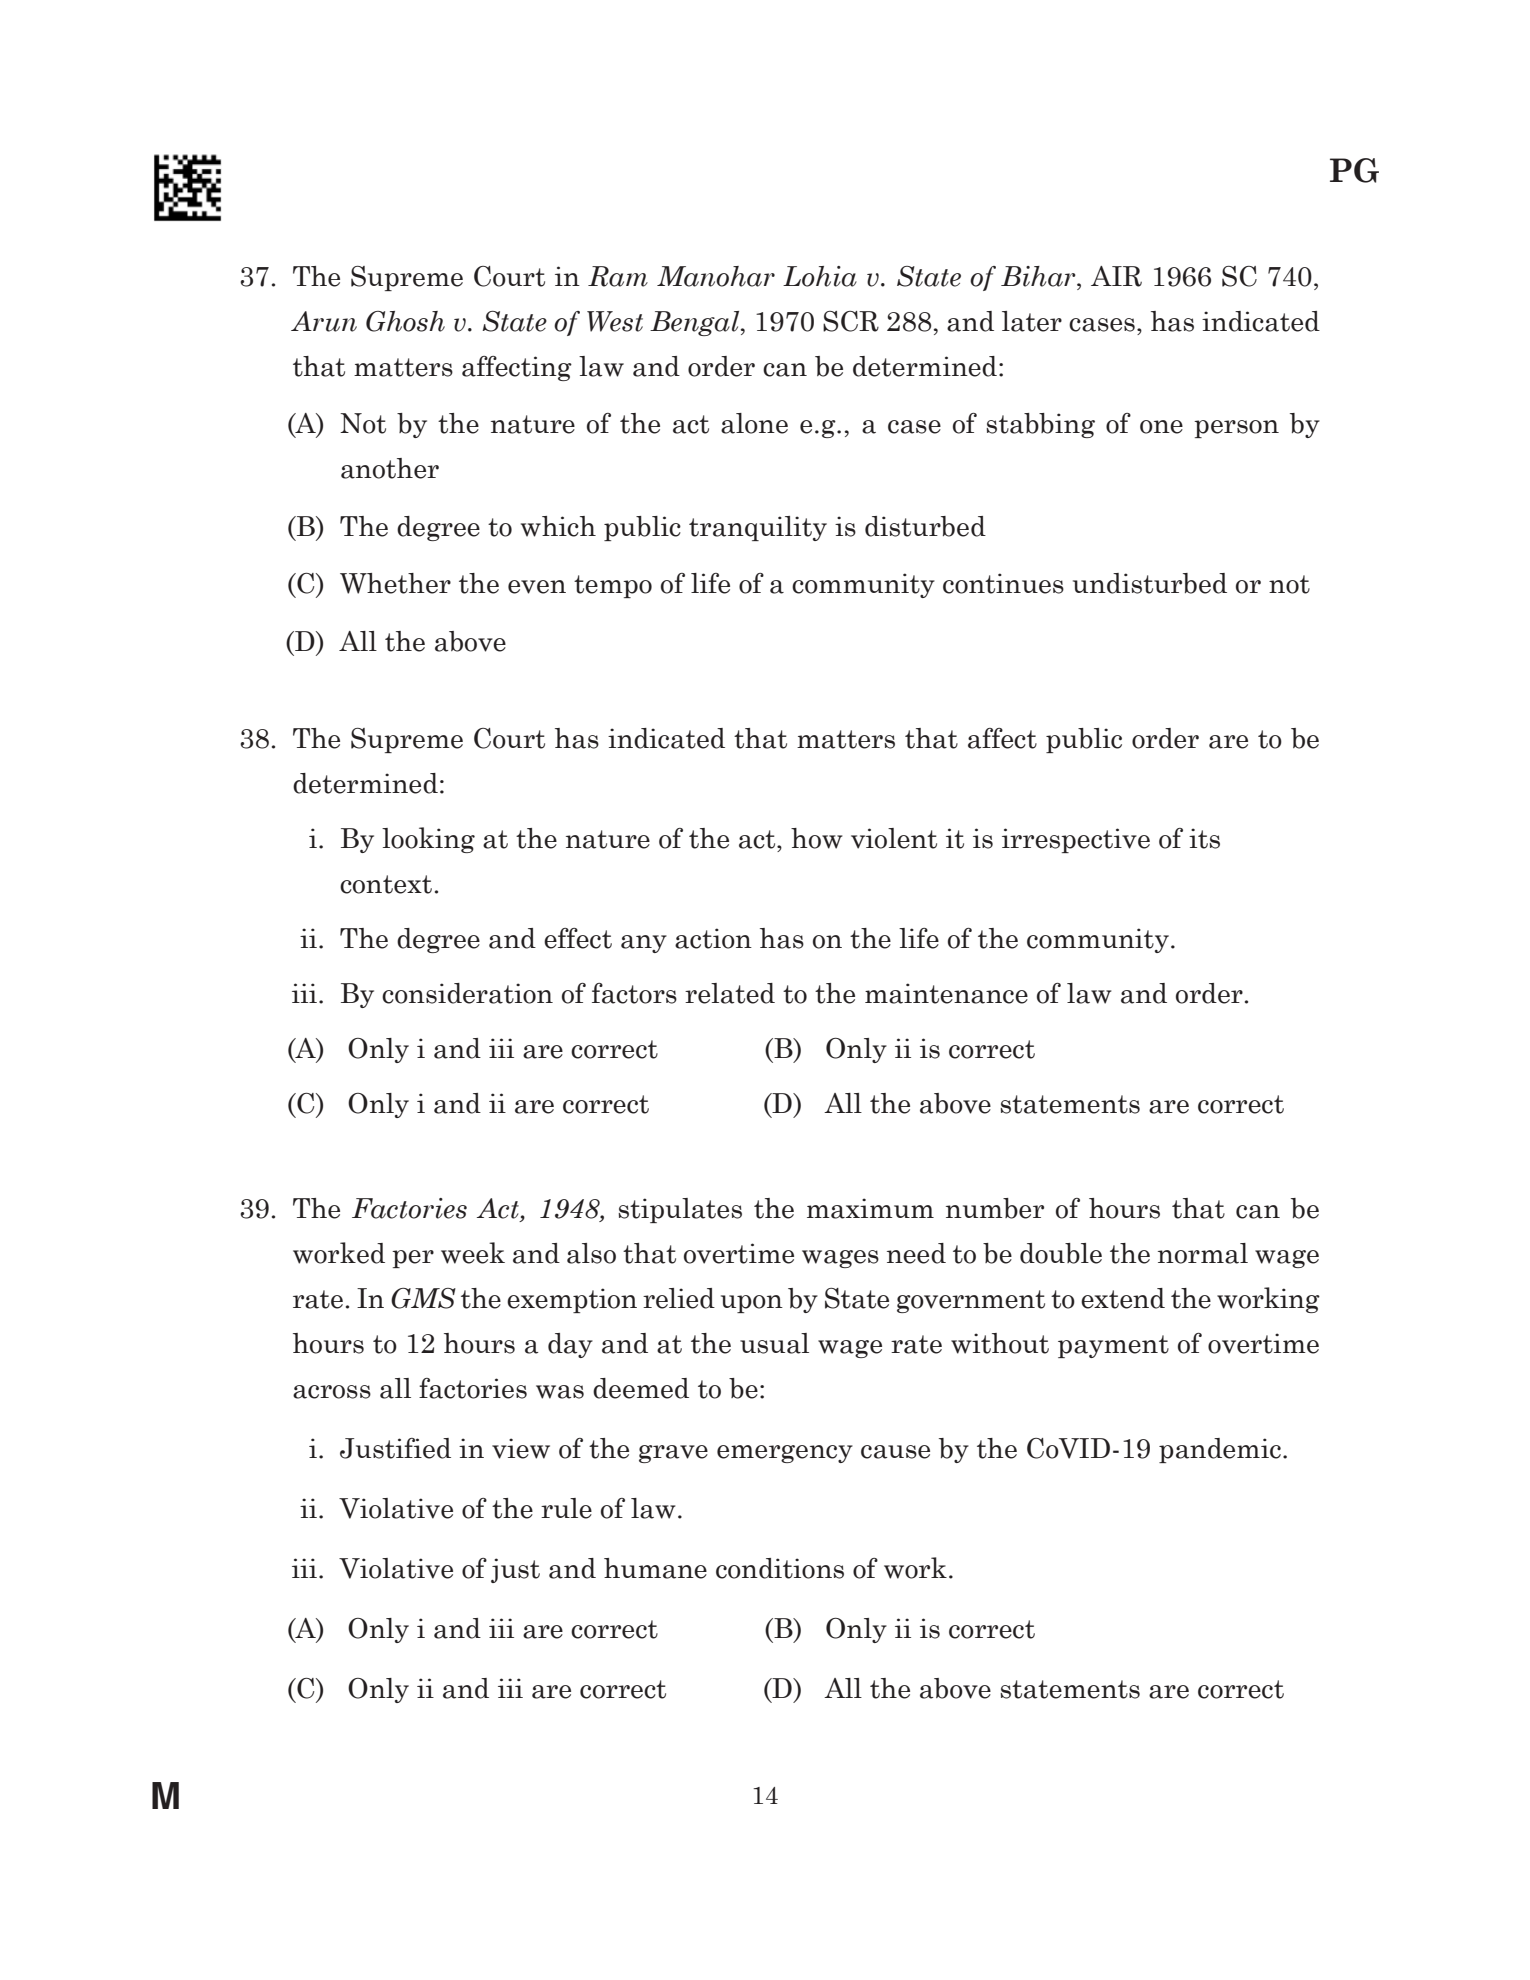 PG
37. The Supreme Court in Ram Manohar Lohia v. State of Bihar, AIR 1966 SC 740,
Arun Ghosh v. State of West Bengal, 1970 SCR 288, and later cases, has indicated
that matters affecting law and order can be determined:
(A) Not by the nature of the act alone e.g., a case of stabbing of one person by
another
(B) The degree to which public tranquility is disturbed
(C) Whether the even tempo of life of a community continues undisturbed or not
(D) All the above
38. The Supreme Court has indicated that matters that affect public order are to be
determined:
i. By looking at the nature of the act, how violent it is irrespective of its
context.
ii. The degree and effect any action has on the life of the community.
iii. By consideration of factors related to the maintenance of law and order.
(A) Only i and iii are correct (B) Only ii is correct
(C) Only i and ii are correct (D) All the above statements are correct
39. The Factories Act, 1948, stipulates the maximum number of hours that can be
worked per week and also that overtime wages need to be double the normal wage
rate. In GMS the exemption relied upon by State government to extend the working
hours to 12 hours a day and at the usual wage rate without payment of overtime
across all factories was deemed to be:
i. Justified in view of the grave emergency cause by the CoVID-19 pandemic.
ii. Violative of the rule of law.
iii. Violative of just and humane conditions of work.
(A) Only i and iii are correct (B) Only ii is correct
(C) Only ii and iii are correct (D) All the above statements are correct
M 14